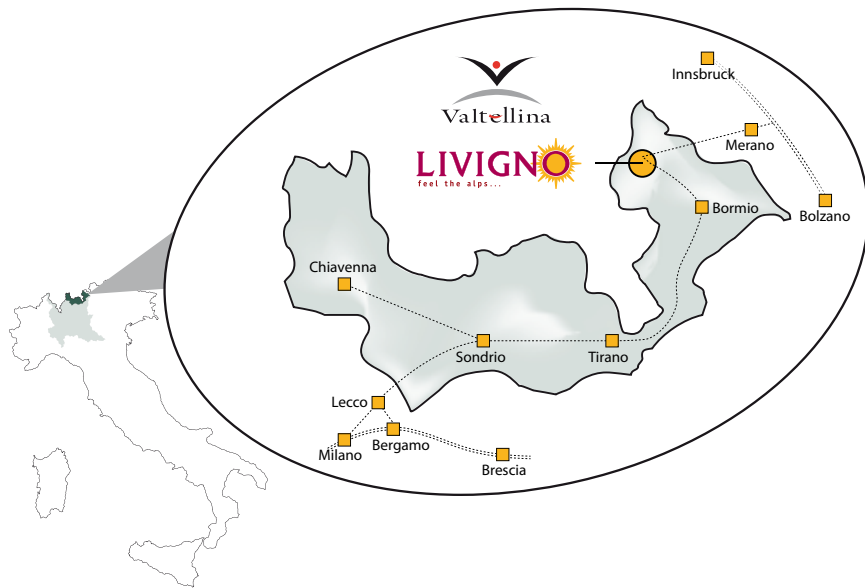 Innsbruck
Valtellina
Merano
LIVIGNO
feel the alps...
Bormio
Bolzano
Chiavenna
Sondrio
Tirano
Lecco
Milano
Bergamo
Brescia